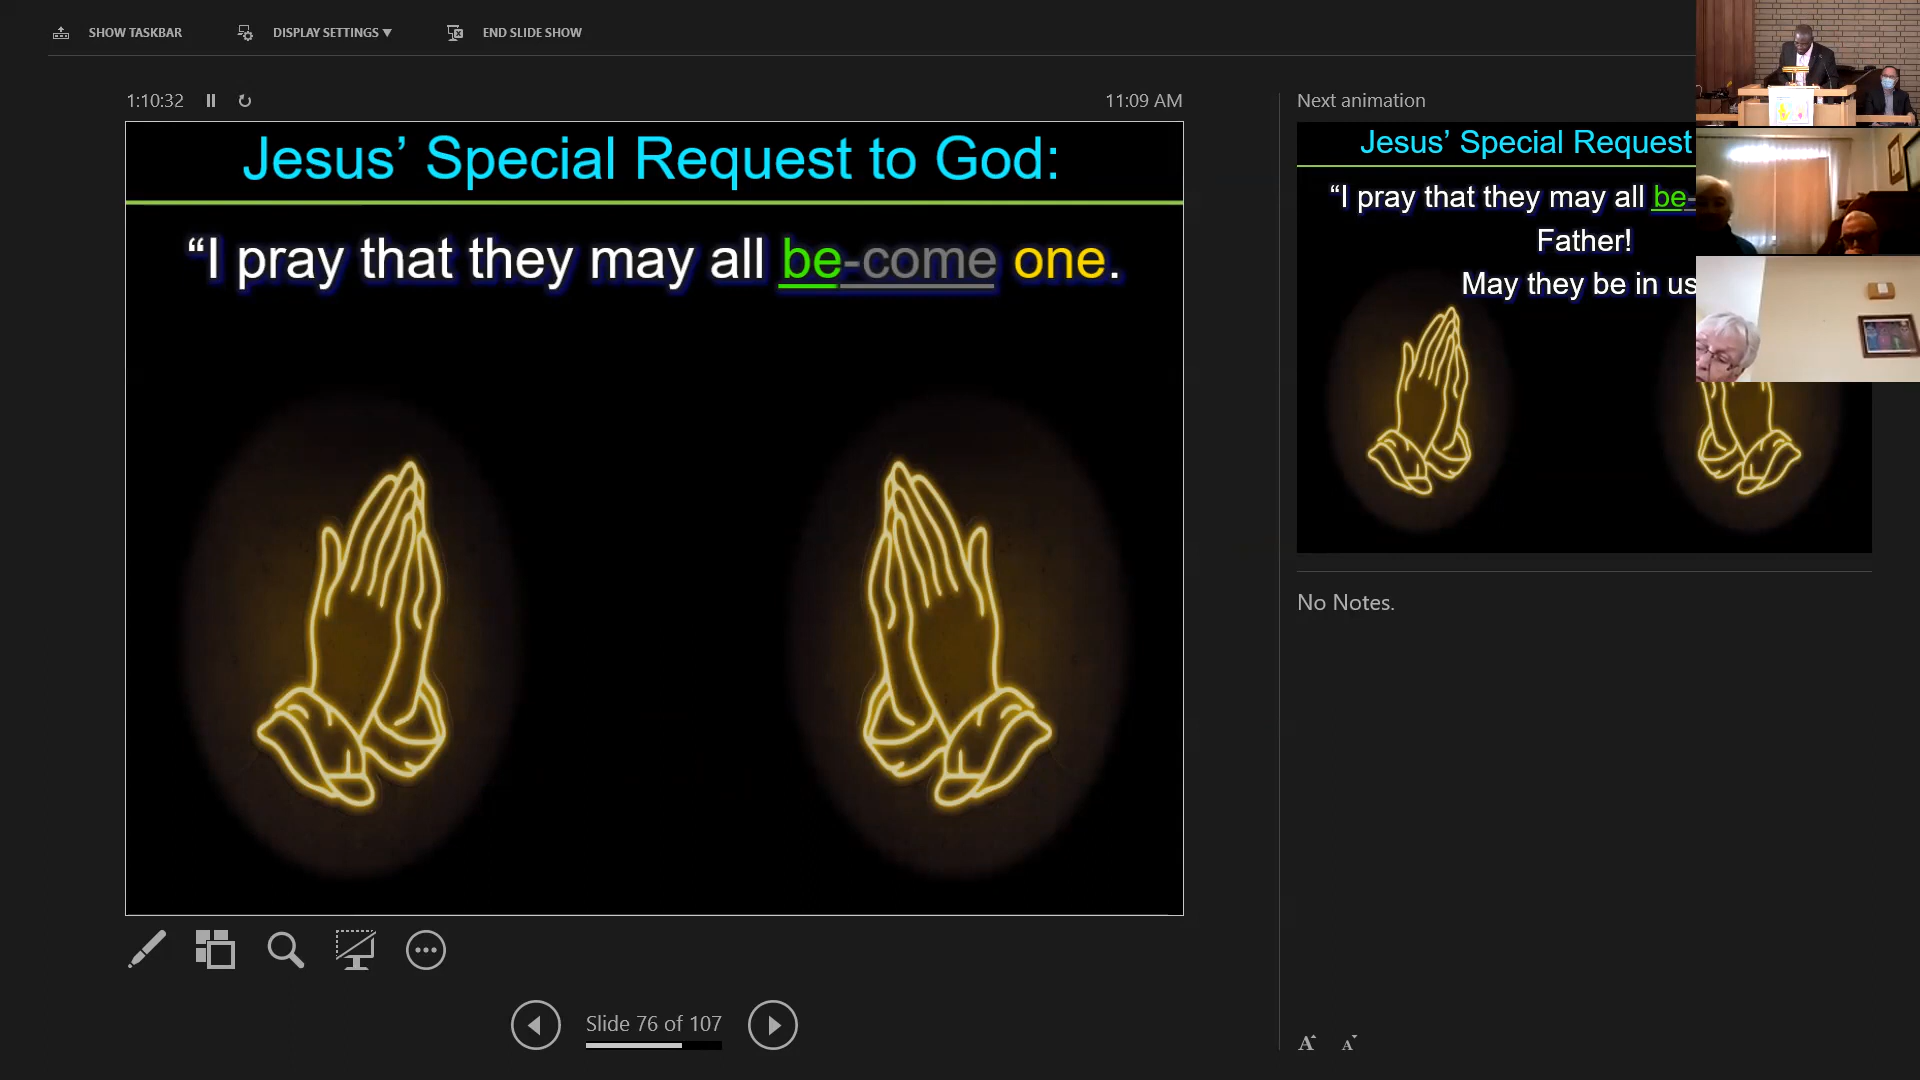 SHOW TASKBAR
DISPLAY SETTINGS ▼
END SLIDE SHOW
1:10:32
11:09 AM
Jesus’ Special Request to God:
“I pray that they may all be-come one.
Next animation
Jesus’ Special Request
“I pray that they may all be-
Father!
May they be in us
No Notes.
Slide 76 of 107
A A